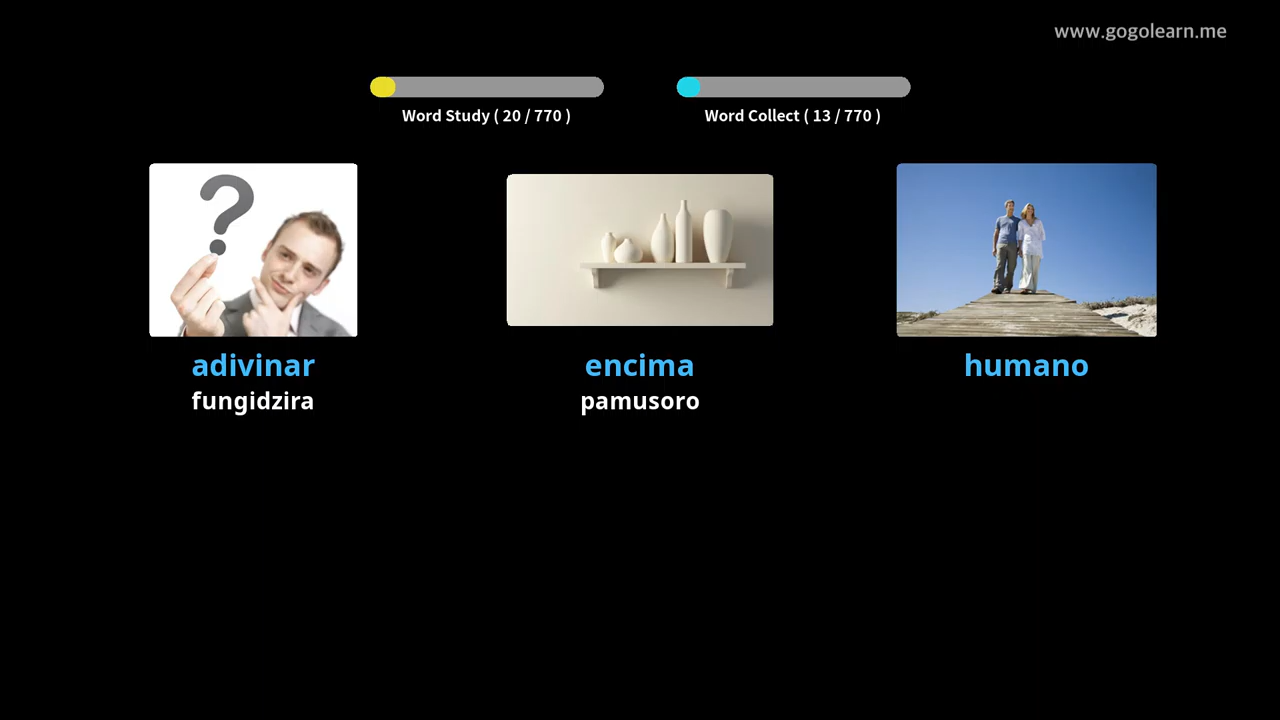 www.gogolearn.me
Word Study ( 20 / 770 )
Word Collect ( 13 / 770 )
?
adivinar
fungidzira
encima
pamusoro
humano